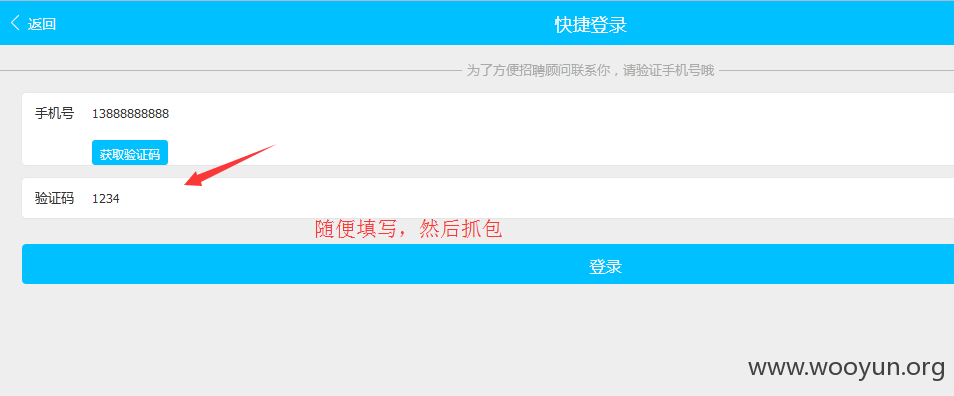 返回
快捷登录
为了方便招聘顾问联系你，请验证手机号哦
手机号 13888888888
获取验证码
验证码 1234
随便填写，然后抓包
登录
www.wooyun.org